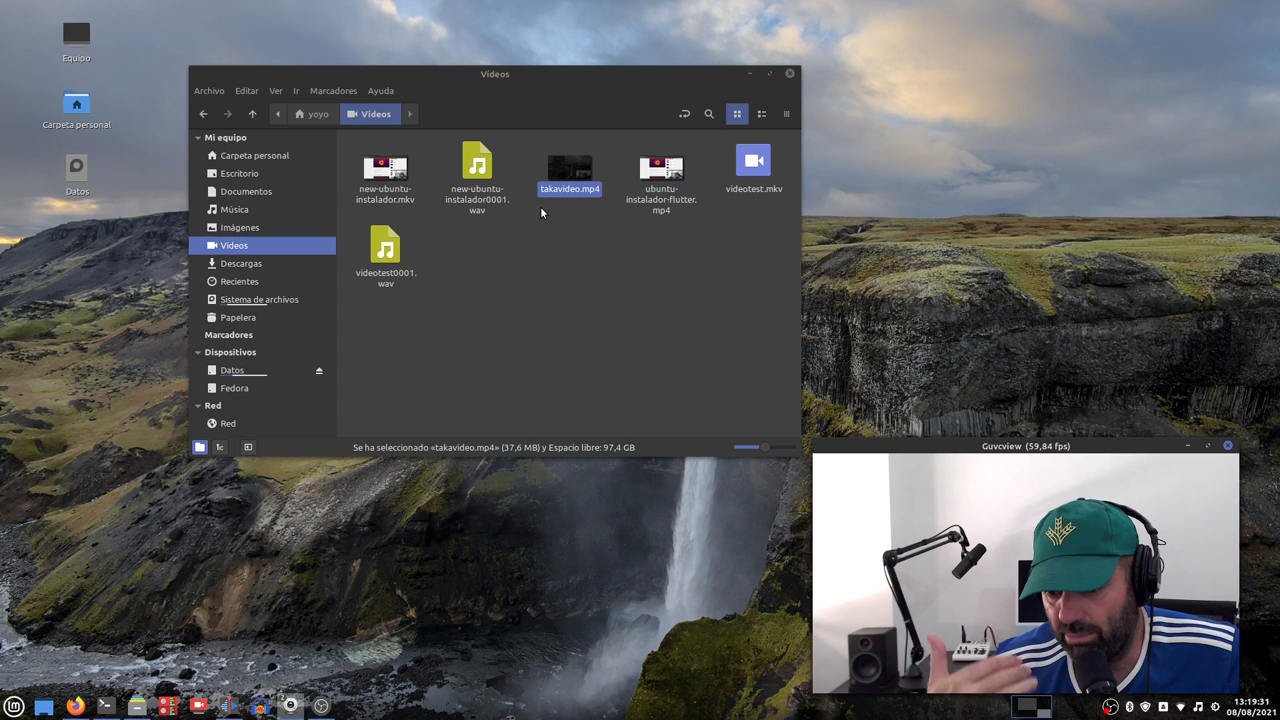 Equipo
Carpeta personal
Datos
Vídeos
Archivo Editar Ver Ir Marcadores Ayuda
yoyo Vídeos
Mi equipo
Carpeta personal
Escritorio
Documentos
Música
Imágenes
Vídeos
Descargas
Recientes
Sistema de archivos
Papelera
Marcadores
Dispositivos
Datos
Fedora
Red
Red
new-ubuntu-
instalador.mkv
new-ubuntu-
instalador0001.
wav
takavideo.mp4
ubuntu-
instalador-flutter.
mp4
videotest.mkv
videotest0001.
wav
Se ha seleccionado «takavideo.mp4» (37,6 MB) y Espacio libre: 97,4 GB
Guvcview (59,84 fps)
13:19:31
08/08/2021